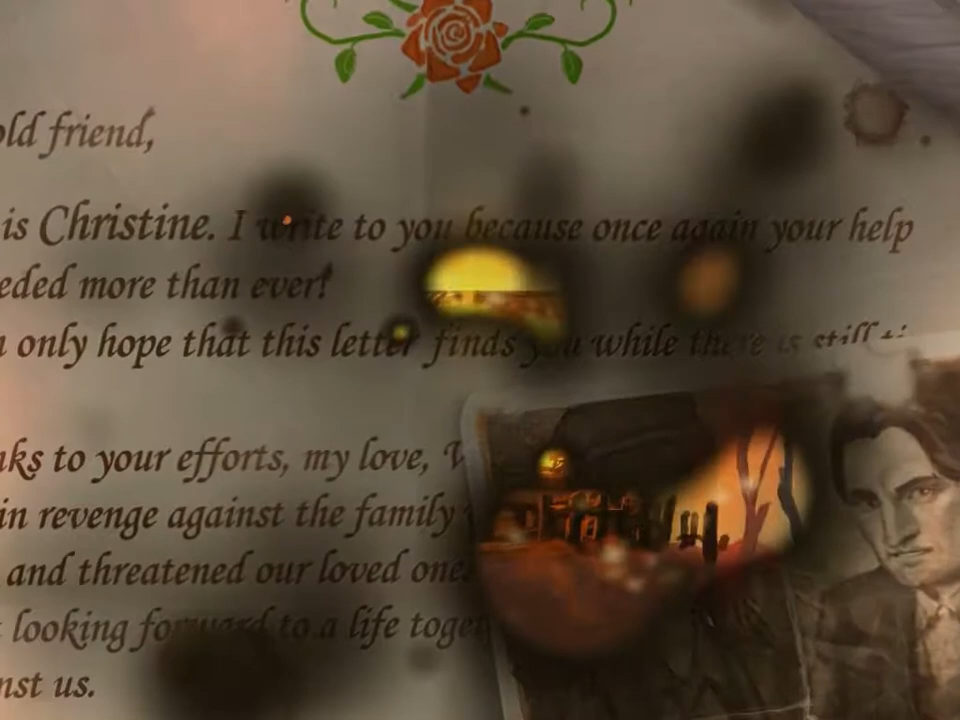 old friend,
is Christine. I write to you because once again your help
eded more than ever!
only hope that this letter finds you while there is still
nks to your efforts, my love,
in revenge against the family
and threatened our loved one
looking forward to a life toget
nst us.